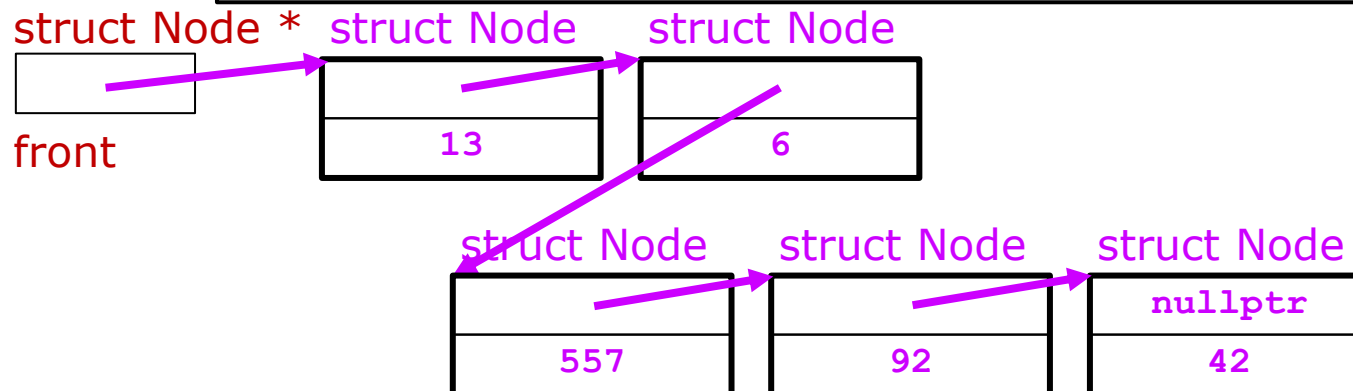 struct Node * struct Node struct Node
front 13 6
struct Node struct Node struct Node
nullptr
557 92 42